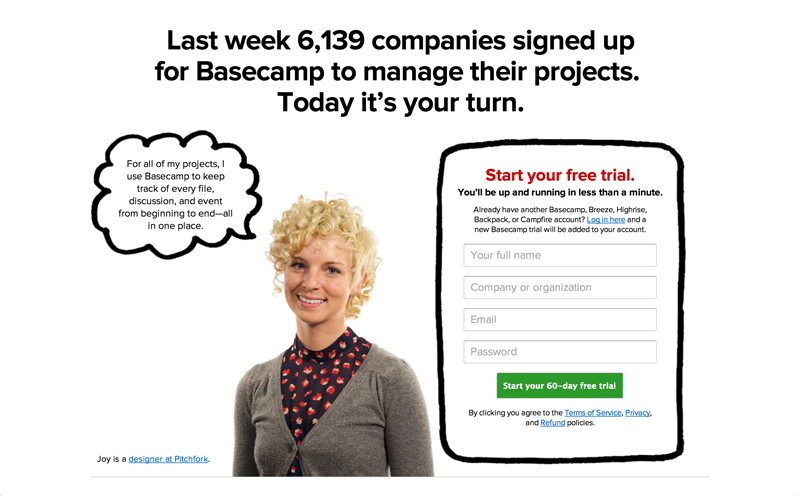 Last week 6,139 companies signed up
for Basecamp to manage their projects.
Today it’s your turn.
For all of my projects, I
use Basecamp to keep
track of every file,
discussion, and event
from beginning to end—all
in one place.
Start your free trial.
You’ll be up and running in less than a minute.
Already have another Basecamp, Breeze, Highrise,
Backpack, or Campfire account? Log in here and a
new Basecamp trial will be added to your account.
Your full name
Company or organization
Email
Password
Start your 60-day free trial
By clicking you agree to the Terms of Service, Privacy,
and Refund policies.
Joy is a designer at Pitchfork.